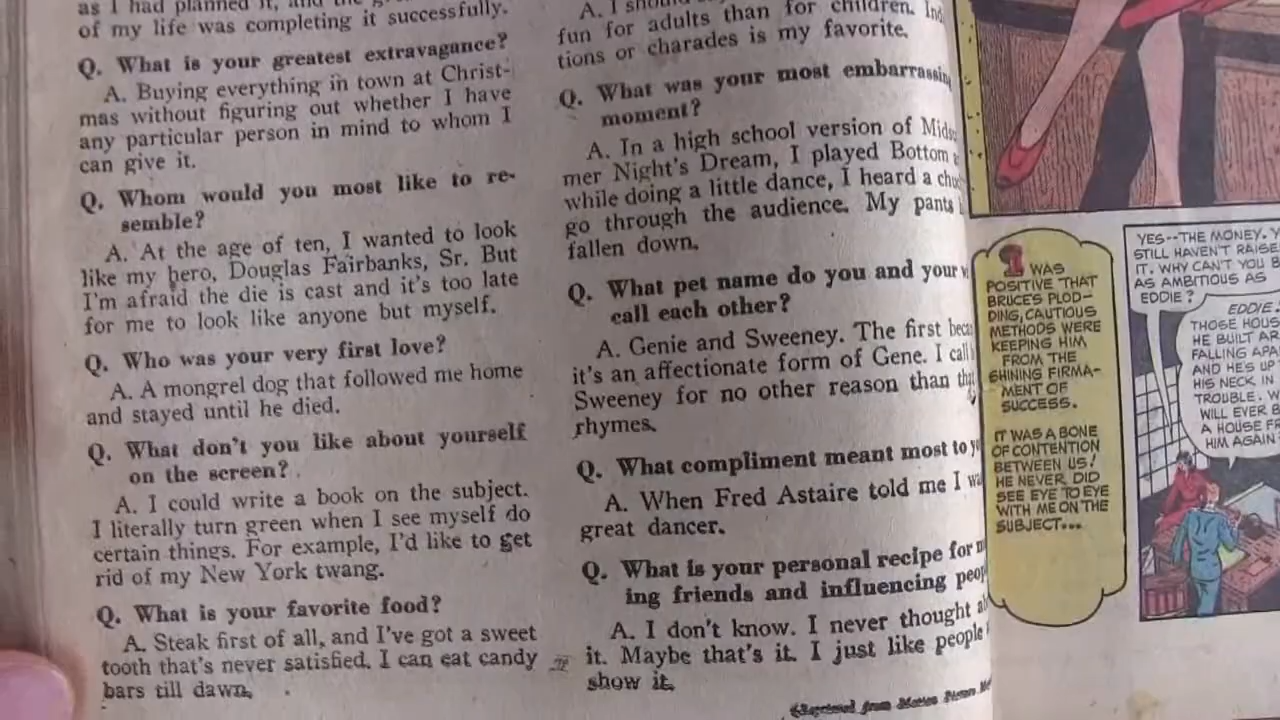 as I had planned it, and the
of my life was completing it successfully.
Q. What is your greatest extravagance?
A. Buying everything in town at Christ-
mas without figuring out whether I have
any particular person in mind to whom I
can give it.
Q. Whom would you most like to re-
semble?
A. At the age of ten, I wanted to look
like my hero, Douglas Fairbanks, Sr. But
I'm afraid the die is cast and it's too late
for me to look like anyone but myself.
Q. Who was your very first love?
A. A mongrel dog that followed me home
and stayed until he died.
Q. What don't you like about yourself
on the screen?
A. I could write a book on the subject.
I literally turn green when I see myself do
certain things. For example, I'd like to get
rid of my New York twang.
Q. What is your favorite food?
A. Steak first of all, and I've got a sweet
tooth that's never satisfied. I can eat candy
bars till dawn.
A. I
fun for adults than for children.
tions or charades is my favorite.
Q. What was your most embarrassing
moment?
A. In a high school version of
mer Night's Dream, I played Bottom
while doing a little dance, I heard a
go through the audience. My pants
fallen down.
Q. What pet name do you and your
call each other?
A. Genie and Sweeney. The first
it's an affectionate form of Gene. I call
Sweeney for no other reason than
rhymes.
Q. What compliment meant most to
A. When Fred Astaire told me I
great dancer.
Q. What is your personal recipe for
ing friends and influencing
A. I don't know. I never thought
it. Maybe that's it. I just like people
show it.
Reprinted from Motion Picture
I WAS
POSITIVE THAT
BRUCE'S PLOD-
DING, CAUTIOUS
METHODS WERE
KEEPING HIM
FROM THE
SHINING FIRMA-
MENT OF
SUCCESS.
IT WAS A BONE
OF CONTENTION
BETWEEN US!
HE NEVER DID
SEE EYE TO EYE
WITH ME ON THE
SUBJECT...
YES--THE MONEY.
STILL HAVEN'T
IT. WHY CAN'T YOU
AS AMBITIOUS AS
EDDIE?
EDDIE
THOSE
HE BUILT
FALLING
AND HE'S UP
HIS NECK IN
TROUBLE.
WILL EVER
A HOUSE
HIM AGAIN